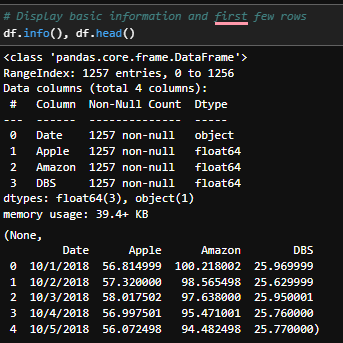 # Display basic information and first few rows
df.info(), df.head()
<class 'pandas.core.frame.DataFrame'>
RangeIndex: 1257 entries, 0 to 1256
Data columns (total 4 columns):
 #   Column  Non-Null Count  Dtype
---  ------  --------------  -----
 0   Date    1257 non-null   object
 1   Apple   1257 non-null   float64
 2   Amazon  1257 non-null   float64
 3   DBS     1257 non-null   float64
dtypes: float64(3), object(1)
memory usage: 39.4+ KB
(None,
         Date      Apple      Amazon        DBS
 0  10/1/2018  56.814999  100.218002  25.969999
 1  10/2/2018  57.320000   98.565498  25.629999
 2  10/3/2018  58.017502   97.638000  25.950001
 3  10/4/2018  56.997501   95.471001  25.760000
 4  10/5/2018  56.072498   94.482498  25.770000)